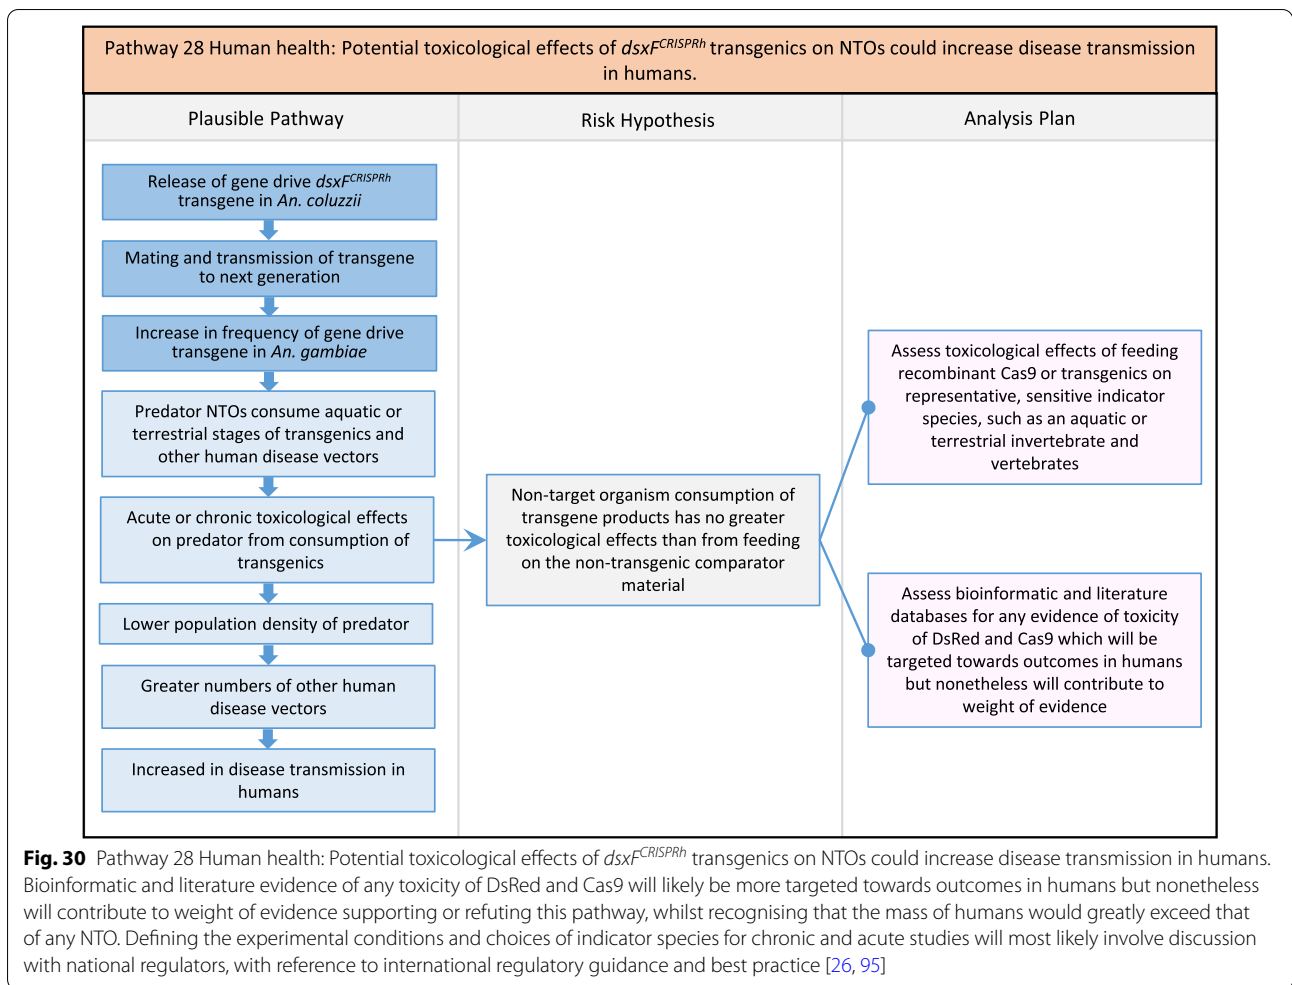 Pathway 28 Human health: Potential toxicological effects of dsxF^CRISPRh transgenics on NTOs could increase disease transmission
in humans.
Plausible Pathway
Risk Hypothesis
Analysis Plan
Release of gene drive dsxF^CRISPRh
transgene in An. coluzzii
Mating and transmission of transgene
to next generation
Increase in frequency of gene drive
transgene in An. gambiae
Predator NTOs consume aquatic or
terrestrial stages of transgenics and
other human disease vectors
Acute or chronic toxicological effects
on predator from consumption of
transgenics
Lower population density of predator
Greater numbers of other human
disease vectors
Increased in disease transmission in
humans
Non-target organism consumption of
transgene products has no greater
toxicological effects than from feeding
on the non-transgenic comparator
material
Assess toxicological effects of feeding
recombinant Cas9 or transgenics on
representative, sensitive indicator
species, such as an aquatic or
terrestrial invertebrate and
vertebrates
Assess bioinformatic and literature
databases for any evidence of toxicity
of DsRed and Cas9 which will be
targeted towards outcomes in humans
but nonetheless will contribute to
weight of evidence
Fig. 30 Pathway 28 Human health: Potential toxicological effects of dsxF^CRISPRh transgenics on NTOs could increase disease transmission in humans.
Bioinformatic and literature evidence of any toxicity of DsRed and Cas9 will likely be more targeted towards outcomes in humans but nonetheless
will contribute to weight of evidence supporting or refuting this pathway, whilst recognising that the mass of humans would greatly exceed that
of any NTO. Defining the experimental conditions and choices of indicator species for chronic and acute studies will most likely involve discussion
with national regulators, with reference to international regulatory guidance and best practice [26, 95]